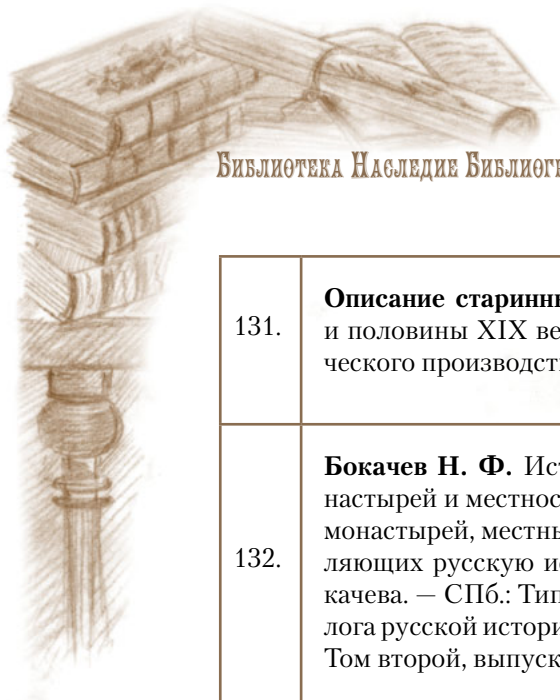 Библиотека Наследие Библиог
131.
Описание старинн
и половины XIX ве
ческого производст
132.
Бокачев Н. Ф. Ис
настырей и местнос
монастырей, местн
ляющих русскую и
качева. — СПб.: Тип
лога русской истори
Том второй, выпуск